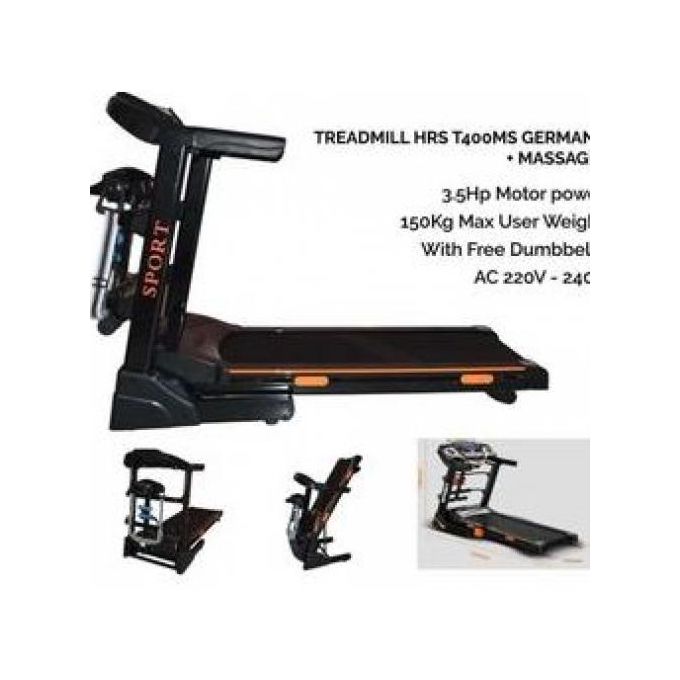 TREADMILL HRS T400MS GERMAN
+ MASSAG
3.5Hp Motor powe
150Kg Max User Weigh
With Free Dumbbel
AC 220V - 240
SPORT